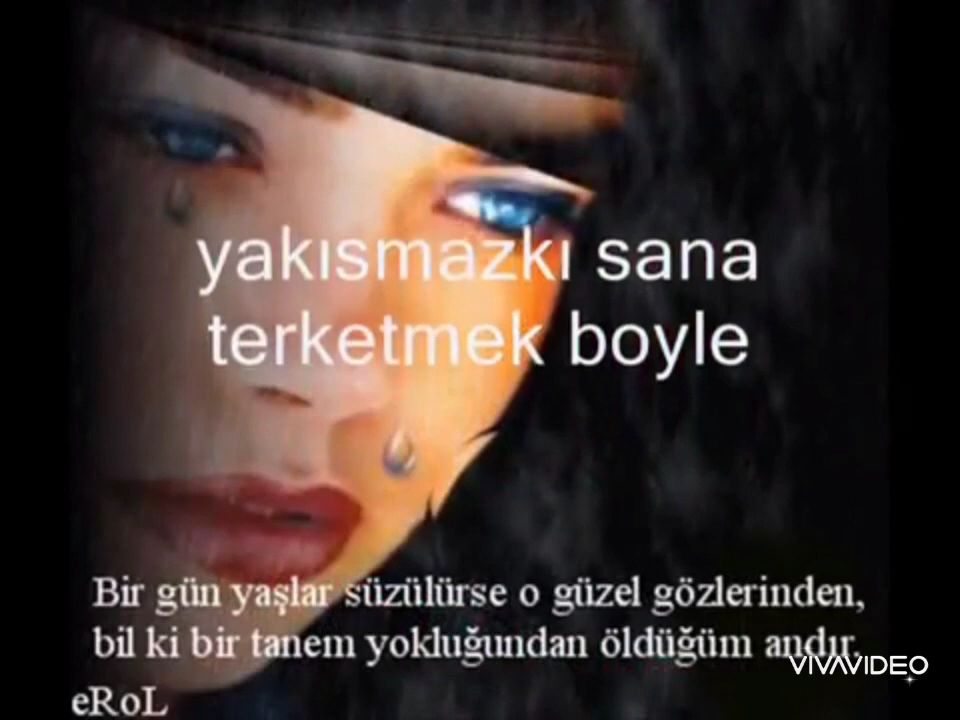 yakısmazkı sana
terketmek boyle
Bir gün yaşlar süzülürse o güzel gözlerinden,
bil ki bir tanem yokluğundan öldüğüm andır.
VIVAVIDEO
eRoL